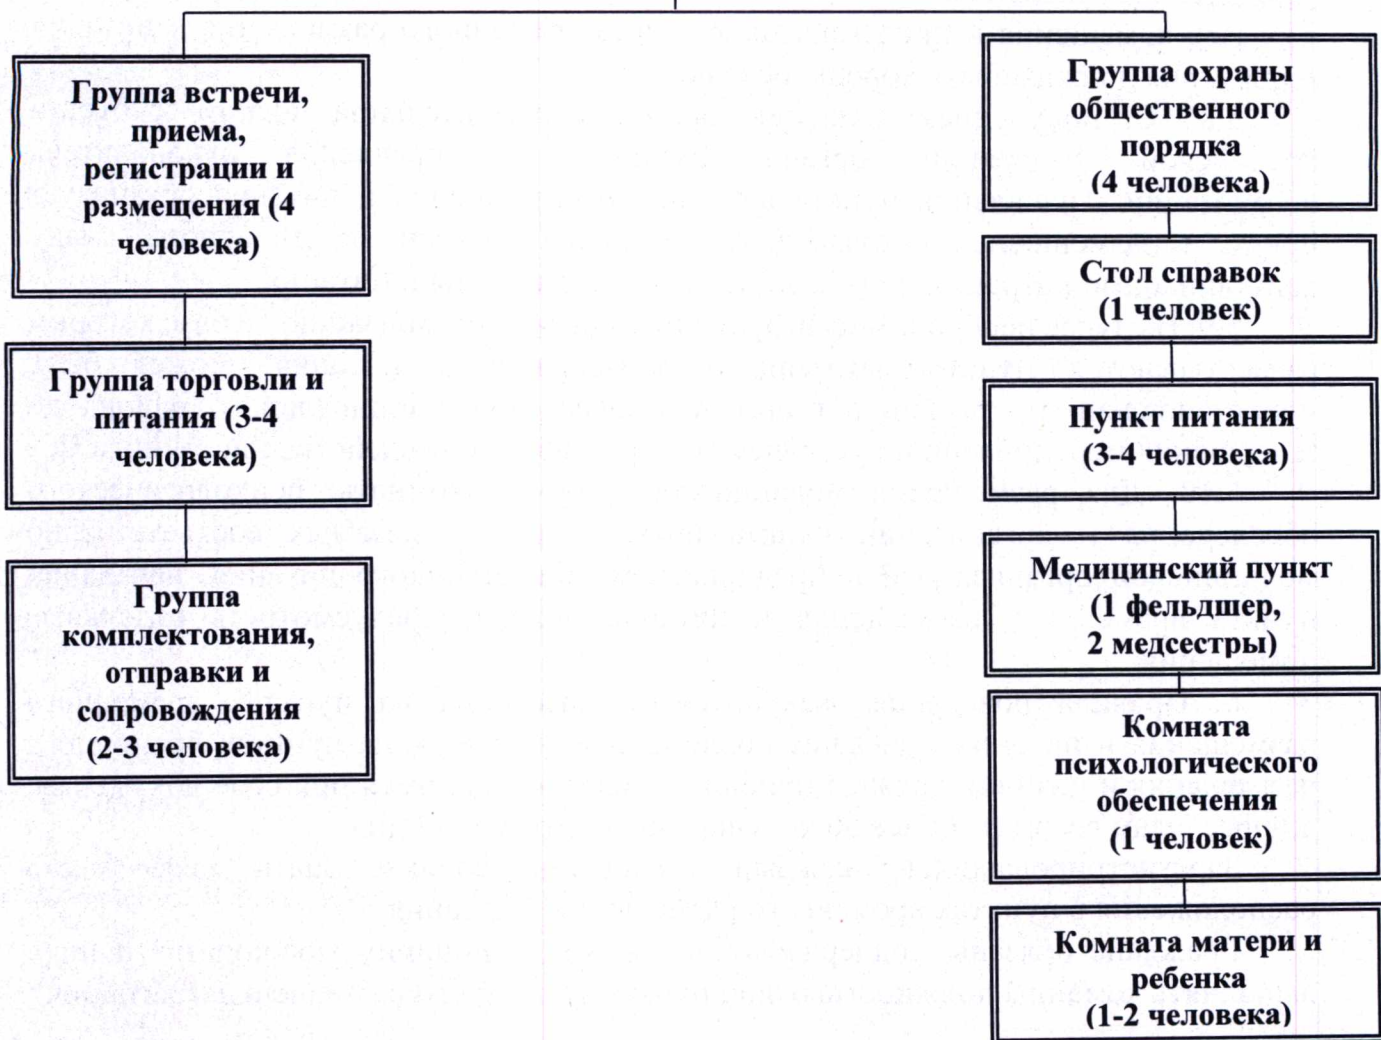 Группа встречи,
приема,
регистрации и
размещения (4
человека)
Группа торговли и
питания (3-4
человека)
Группа
комплектования,
отправки и
сопровождения
(2-3 человека)
Группа охраны
общественного
порядка
(4 человека)
Стол справок
(1 человек)
Пункт питания
(3-4 человека)
Медицинский пункт
(1 фельдшер,
2 медсестры)
Комната
психологического
обеспечения
(1 человек)
Комната матери и
ребенка
(1-2 человека)